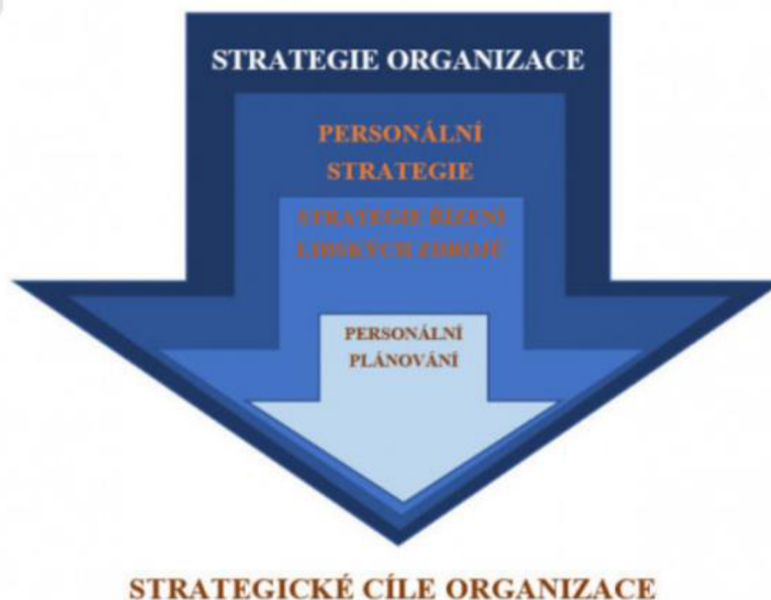 STRATEGIE ORGANIZACE
PERSONÁLNÍ
STRATEGIE
STRATEGIE ŘÍZENÍ
LIDSKÝCH ZDROJŮ
PERSONÁLNÍ
PLÁNOVÁNÍ
STRATEGICKÉ CÍLE ORGANIZACE